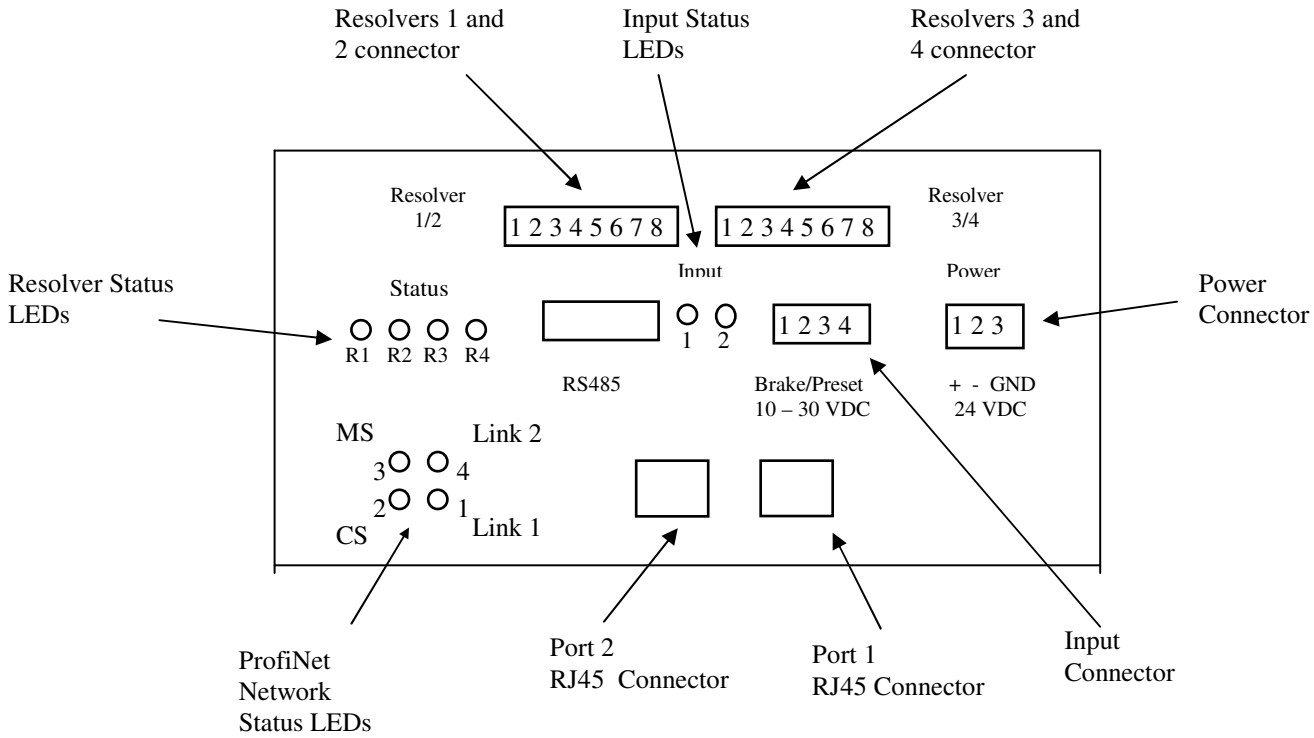 Resolvers 1 and
2 connector
Input Status
LEDs
Resolvers 3 and
4 connector
Resolver
1/2
1 2 3 4 5 6 7 8
1 2 3 4 5 6 7 8
Resolver
3/4
Resolver Status
LEDs
Status
R1 R2 R3 R4
Input
1 2
RS485
1 2 3 4
Brake/Preset
10 – 30 VDC
Power
1 2 3
+ - GND
24 VDC
Power
Connector
MS
Link 2
3 4
2 1
CS
Link 1
ProfiNet
Network
Status LEDs
Port 2
RJ45 Connector
Port 1
RJ45 Connector
Input
Connector